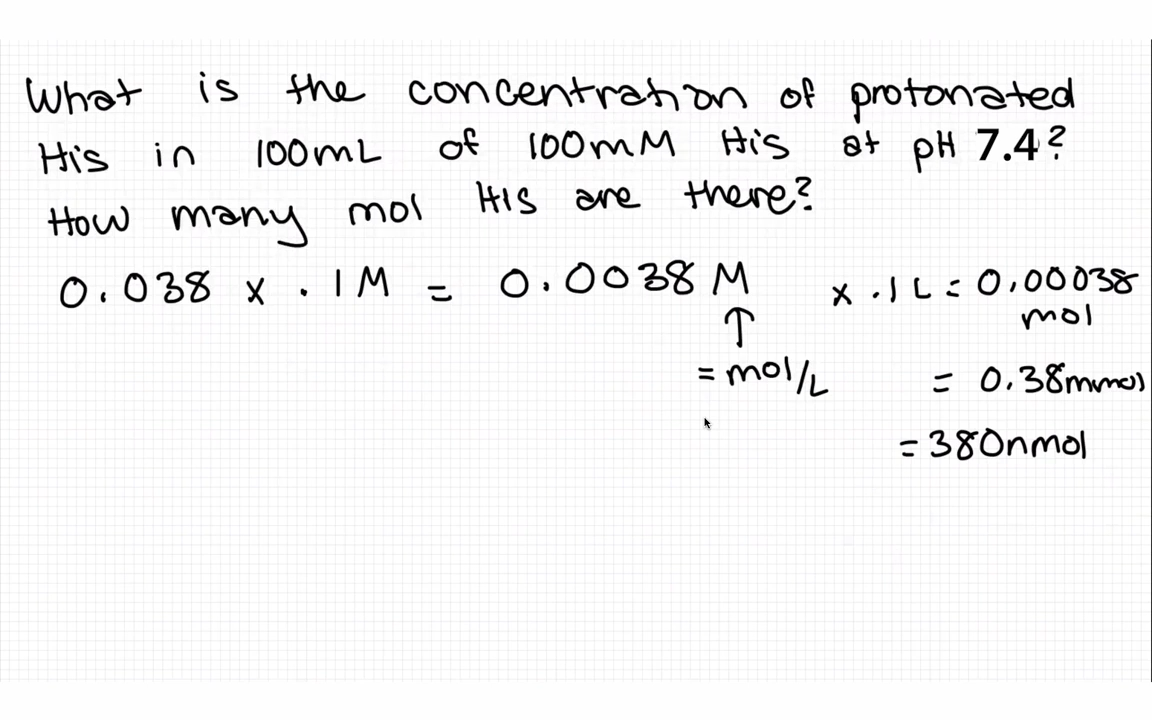 What is the concentration of protonated
His in 100mL of 100mM His at pH 7.4?
How many mol His are there?
0.038 x .1M = 0.0038 M x .1L = 0.00038
mol
↑
= mol/L = 0.38mmol
= 380nmol